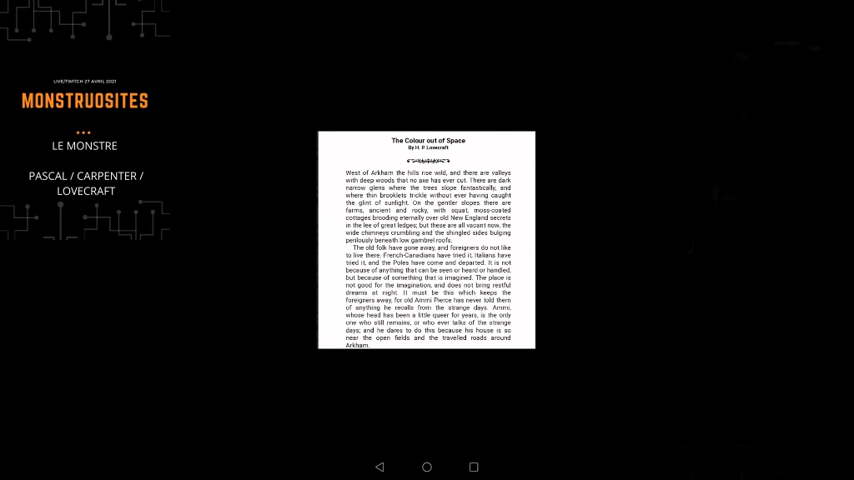 LIVE/TWITCH 27 AVRIL 2021
MONSTRUOSITES
LE MONSTRE
PASCAL / CARPENTER /
LOVECRAFT
The Colour out of Space
By H. P. Lovecraft
West of Arkham the hills rise wild, and there are valleys
with deep woods that no axe has ever cut. There are dark
narrow glens where the trees slope fantastically, and
where thin brooklets trickle without ever having caught
the glint of sunlight. On the gentler slopes there are
farms, ancient and rocky, with squat, moss-coated
cottages brooding eternally over old New England secrets
in the lee of great ledges; but these are all vacant now, the
wide chimneys crumbling and the shingled sides bulging
perilously beneath low gambrel roofs.
The old folk have gone away, and foreigners do not like
to live there. French-Canadians have tried it, Italians have
tried it, and the Poles have come and departed. It is not
because of anything that can be seen or heard or handled,
but because of something that is imagined. The place is
not good for the imagination, and does not bring restful
dreams at night. It must be this which keeps the
foreigners away, for old Ammi Pierce has never told them
of anything he recalls from the strange days. Ammi,
whose head has been a little queer for years, is the only
one who still remains, or who ever talks of the strange
days; and he dares to do this because his house is so
near the open fields and the travelled roads around
Arkham.